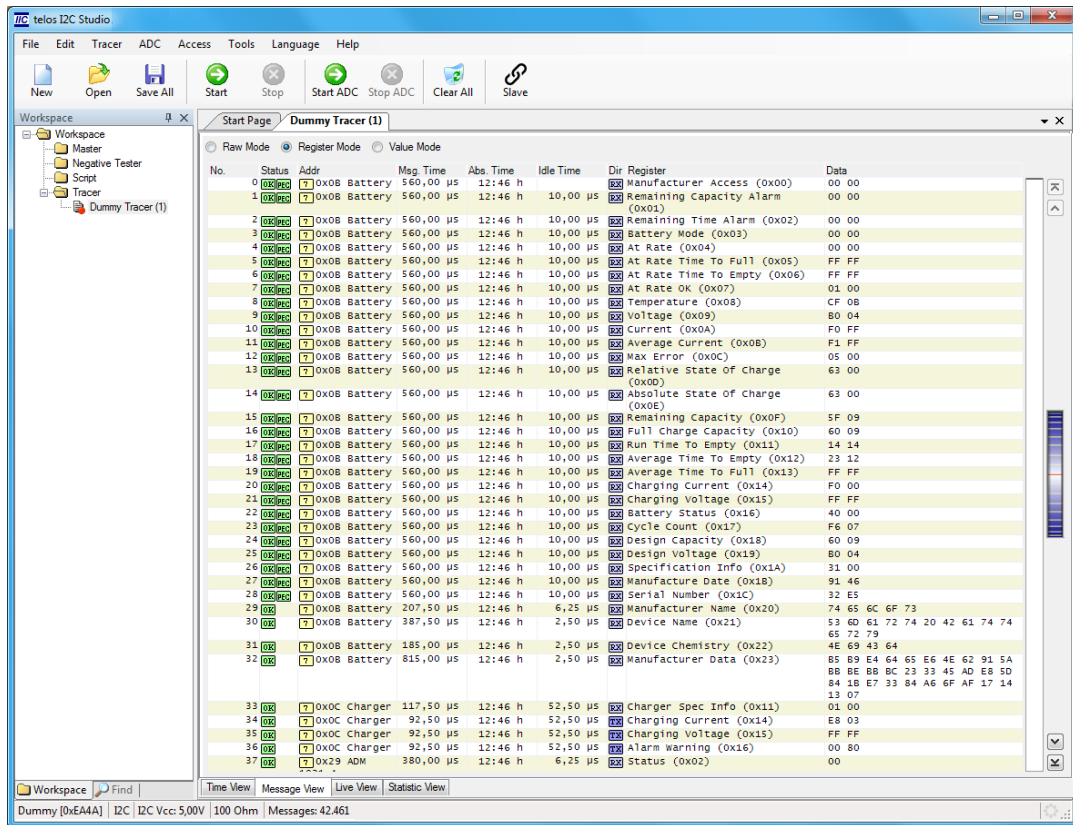 telos I2C Studio
File Edit Tracer ADC Access Tools Language Help
New Open Save All Start Stop Start ADC Stop ADC Clear All Slave
Workspace
Workspace
Master
Negative Tester
Script
Tracer
Dummy Tracer (1)
Start Page Dummy Tracer (1)
Raw Mode Register Mode Value Mode
No. Status Addr Msg. Time Abs. Time Idle Time Dir Register Data
0 OK PEC 7 0x0B Battery 560,00 µs 12:46 h RX Manufacturer Access (0x00) 00 00
1 OK PEC 7 0x0B Battery 560,00 µs 12:46 h 10,00 µs RX Remaining Capacity Alarm 00 00
(0x01)
2 OK PEC 7 0x0B Battery 560,00 µs 12:46 h 10,00 µs RX Remaining Time Alarm (0x02) 00 00
3 OK PEC 7 0x0B Battery 560,00 µs 12:46 h 10,00 µs RX Battery Mode (0x03) 00 00
4 OK PEC 7 0x0B Battery 560,00 µs 12:46 h 10,00 µs RX At Rate (0x04) 00 00
5 OK PEC 7 0x0B Battery 560,00 µs 12:46 h 10,00 µs RX At Rate Time To Full (0x05) FF FF
6 OK PEC 7 0x0B Battery 560,00 µs 12:46 h 10,00 µs RX At Rate Time To Empty (0x06) FF FF
7 OK PEC 7 0x0B Battery 560,00 µs 12:46 h 10,00 µs RX At Rate OK (0x07) 01 00
8 OK PEC 7 0x0B Battery 560,00 µs 12:46 h 10,00 µs RX Temperature (0x08) CF 0B
9 OK PEC 7 0x0B Battery 560,00 µs 12:46 h 10,00 µs RX Voltage (0x09) B0 04
10 OK PEC 7 0x0B Battery 560,00 µs 12:46 h 10,00 µs RX Current (0x0A) F0 FF
11 OK PEC 7 0x0B Battery 560,00 µs 12:46 h 10,00 µs RX Average Current (0x0B) F1 FF
12 OK PEC 7 0x0B Battery 560,00 µs 12:46 h 10,00 µs RX Max Error (0x0C) 05 00
13 OK PEC 7 0x0B Battery 560,00 µs 12:46 h 10,00 µs RX Relative State Of Charge 63 00
(0x0D)
14 OK PEC 7 0x0B Battery 560,00 µs 12:46 h 10,00 µs RX Absolute State Of Charge 63 00
(0x0E)
15 OK PEC 7 0x0B Battery 560,00 µs 12:46 h 10,00 µs RX Remaining Capacity (0x0F) 5F 09
16 OK PEC 7 0x0B Battery 560,00 µs 12:46 h 10,00 µs RX Full Charge Capacity (0x10) 60 09
17 OK PEC 7 0x0B Battery 560,00 µs 12:46 h 10,00 µs RX Run Time To Empty (0x11) 14 14
18 OK PEC 7 0x0B Battery 560,00 µs 12:46 h 10,00 µs RX Average Time To Empty (0x12) 23 12
19 OK PEC 7 0x0B Battery 560,00 µs 12:46 h 10,00 µs RX Average Time To Full (0x13) FF FF
20 OK PEC 7 0x0B Battery 560,00 µs 12:46 h 10,00 µs RX Charging Current (0x14) F0 00
21 OK PEC 7 0x0B Battery 560,00 µs 12:46 h 10,00 µs RX Charging Voltage (0x15) FF FF
22 OK PEC 7 0x0B Battery 560,00 µs 12:46 h 10,00 µs RX Battery Status (0x16) 40 00
23 OK PEC 7 0x0B Battery 560,00 µs 12:46 h 10,00 µs RX Cycle Count (0x17) F6 07
24 OK PEC 7 0x0B Battery 560,00 µs 12:46 h 10,00 µs RX Design Capacity (0x18) 60 09
25 OK PEC 7 0x0B Battery 560,00 µs 12:46 h 10,00 µs RX Design Voltage (0x19) B0 04
26 OK PEC 7 0x0B Battery 560,00 µs 12:46 h 10,00 µs RX Specification Info (0x1A) 31 00
27 OK PEC 7 0x0B Battery 560,00 µs 12:46 h 10,00 µs RX Manufacture Date (0x1B) 91 46
28 OK PEC 7 0x0B Battery 560,00 µs 12:46 h 10,00 µs RX Serial Number (0x1C) 32 E5
29 OK 7 0x0B Battery 207,50 µs 12:46 h 6,25 µs RX Manufacturer Name (0x20) 74 65 6C 6F 73
30 OK 7 0x0B Battery 387,50 µs 12:46 h 2,50 µs RX Device Name (0x21) 53 6D 61 72 74 20 42 61 74 74
65 72 79
31 OK 7 0x0B Battery 185,00 µs 12:46 h 2,50 µs RX Device Chemistry (0x22) 4E 69 43 64
32 OK 7 0x0B Battery 815,00 µs 12:46 h 2,50 µs RX Manufacturer Data (0x23) B5 B9 E4 64 65 E6 4E 62 91 5A
BB BE BB BC 23 33 45 AD E8 5D
84 1B E7 33 84 A6 6F AF 17 14
13 07
33 OK 7 0x0C Charger 117,50 µs 12:46 h 52,50 µs RX Charger Spec Info (0x11) 01 00
34 OK 7 0x0C Charger 92,50 µs 12:46 h 52,50 µs TX Charging Current (0x14) E8 03
35 OK 7 0x0C Charger 92,50 µs 12:46 h 52,50 µs TX Charging Voltage (0x15) FF FF
36 OK 7 0x0C Charger 92,50 µs 12:46 h 52,50 µs TX Alarm Warning (0x16) 00 80
37 OK 7 0x29 ADM 380,00 µs 12:46 h 6,25 µs RX Status (0x02) 00
Workspace Find Time View Message View Live View Statistic View
Dummy [0xEA4A] I2C I2C Vcc: 5,00V 100 Ohm Messages: 42.461